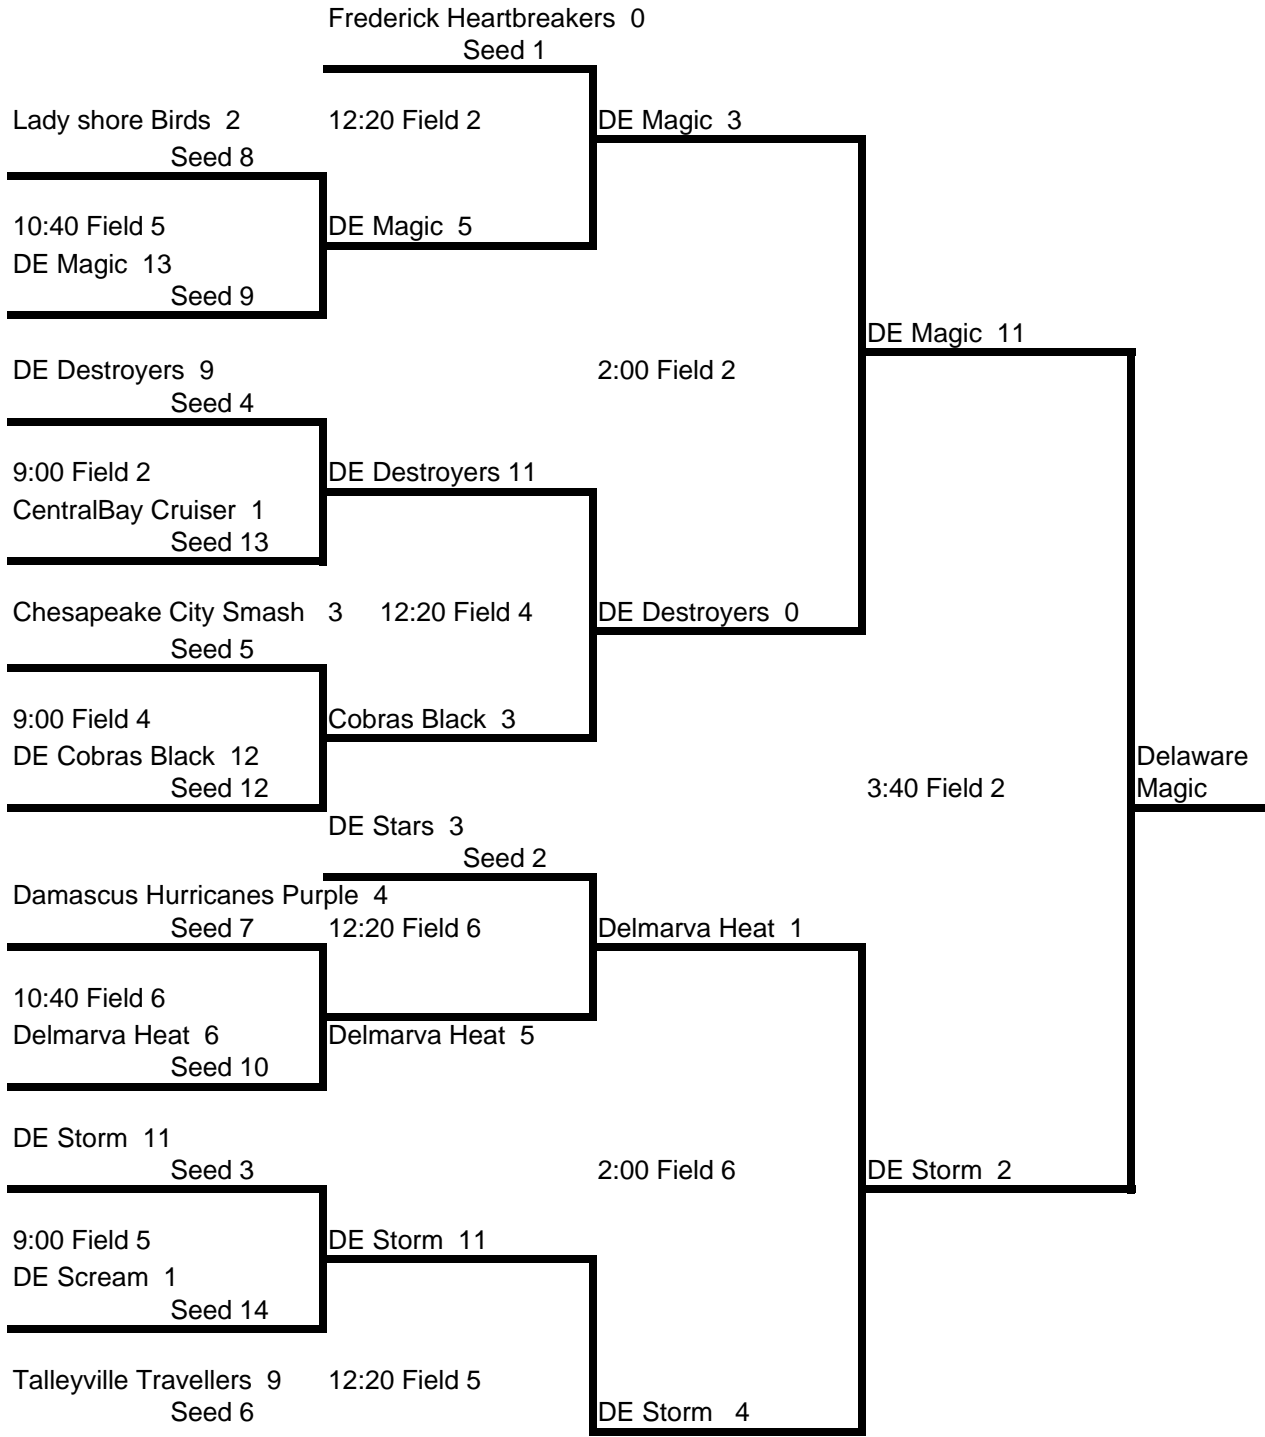 Frederick Heartbreakers  0
Seed 1
Lady shore Birds  2
12:20 Field 2
DE Magic  3
Seed 8
10:40 Field 5
DE Magic  5
DE Magic  13
Seed 9
DE Magic  11
DE Destroyers  9
2:00 Field 2
Seed 4
9:00 Field 2
DE Destroyers 11
CentralBay Cruiser  1
Seed 13
Chesapeake City Smash   3
12:20 Field 4
DE Destroyers  0
Seed 5
9:00 Field 4
Cobras Black  3
DE Cobras Black  12
Delaware
Seed 12
3:40 Field 2
Magic
DE Stars  3
Seed 2
Damascus Hurricanes Purple  4
Seed 7
12:20 Field 6
Delmarva Heat  1
10:40 Field 6
Delmarva Heat  6
Delmarva Heat  5
Seed 10
DE Storm  11
Seed 3
2:00 Field 6
DE Storm  2
9:00 Field 5
DE Storm  11
DE Scream  1
Seed 14
Talleyville Travellers  9
12:20 Field 5
Seed 6
DE Storm   4